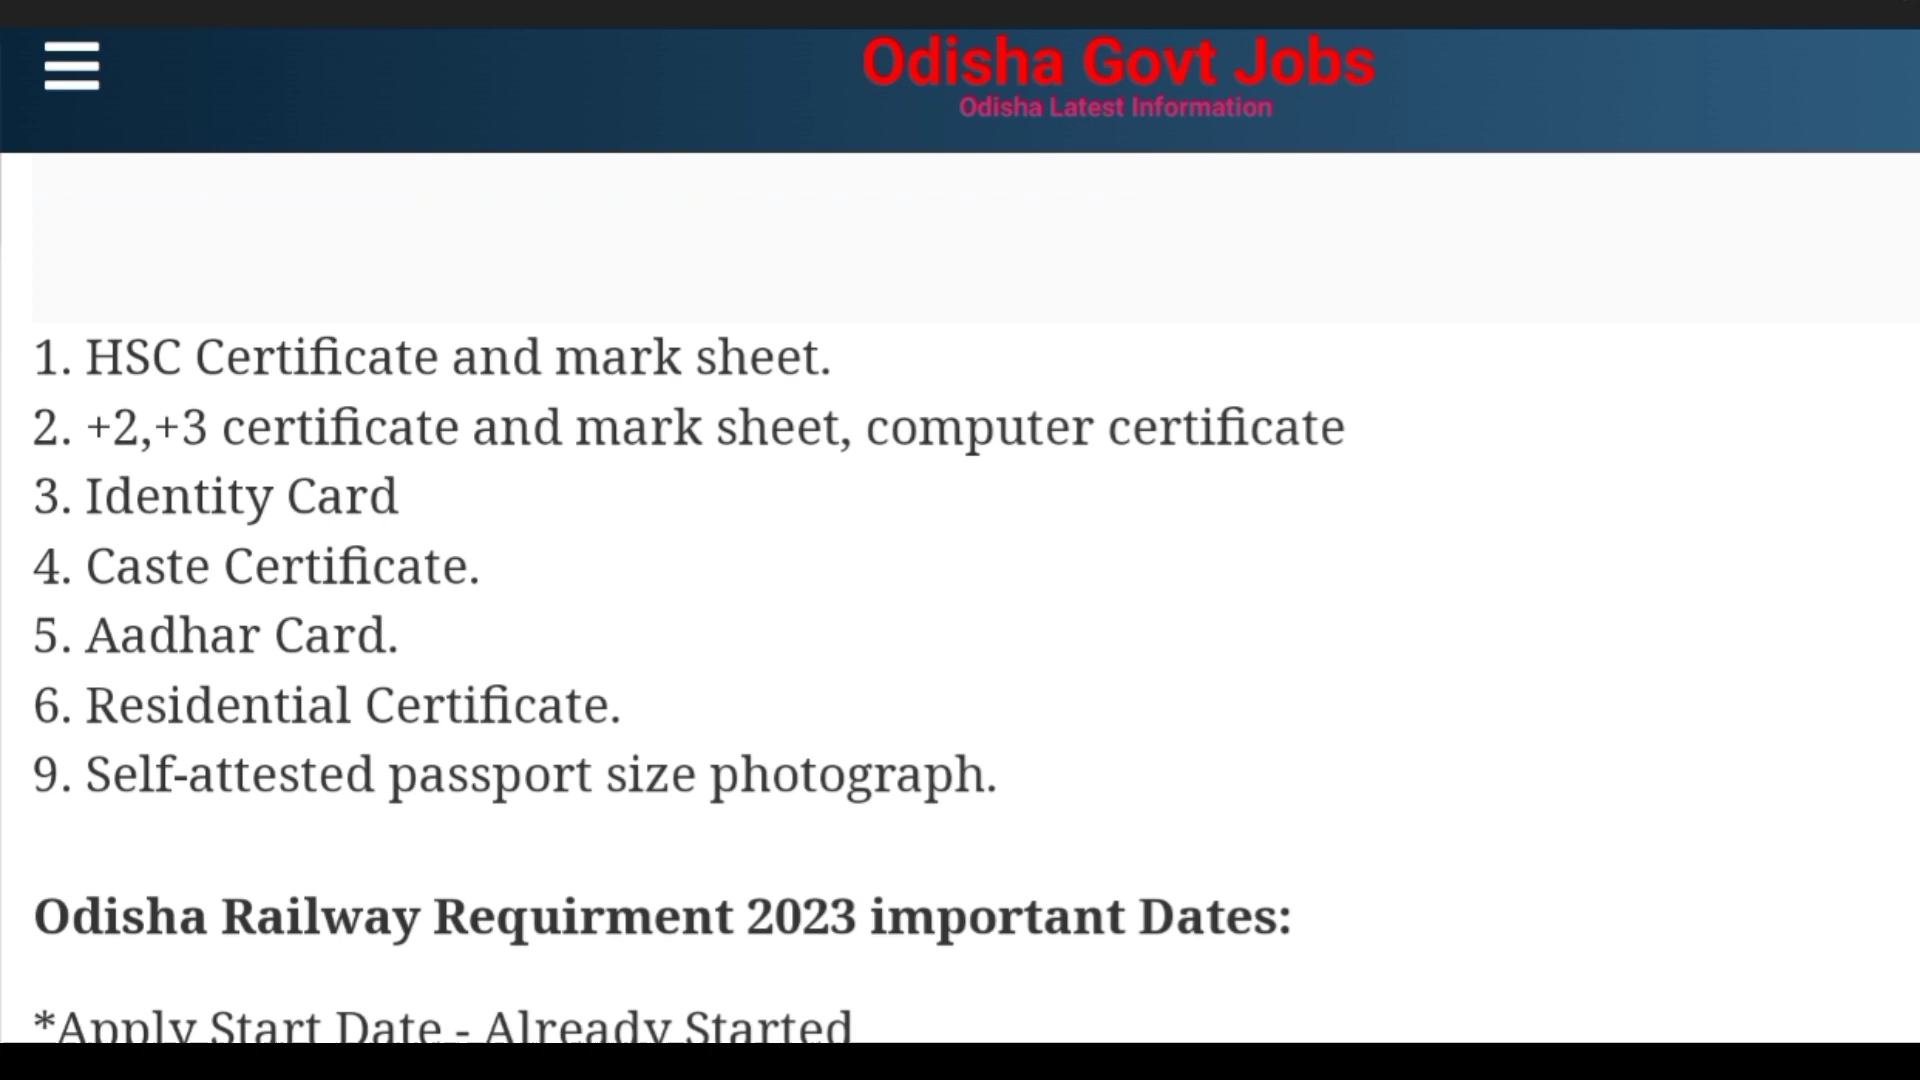 Odisha Govt Jobs
Odisha Latest Information
1. HSC Certificate and mark sheet.
2. +2,+3 certificate and mark sheet, computer certificate
3. Identity Card
4. Caste Certificate.
5. Aadhar Card.
6. Residential Certificate.
9. Self-attested passport size photograph.
Odisha Railway Requirment 2023 important Dates:
*Apply Start Date - Already Started